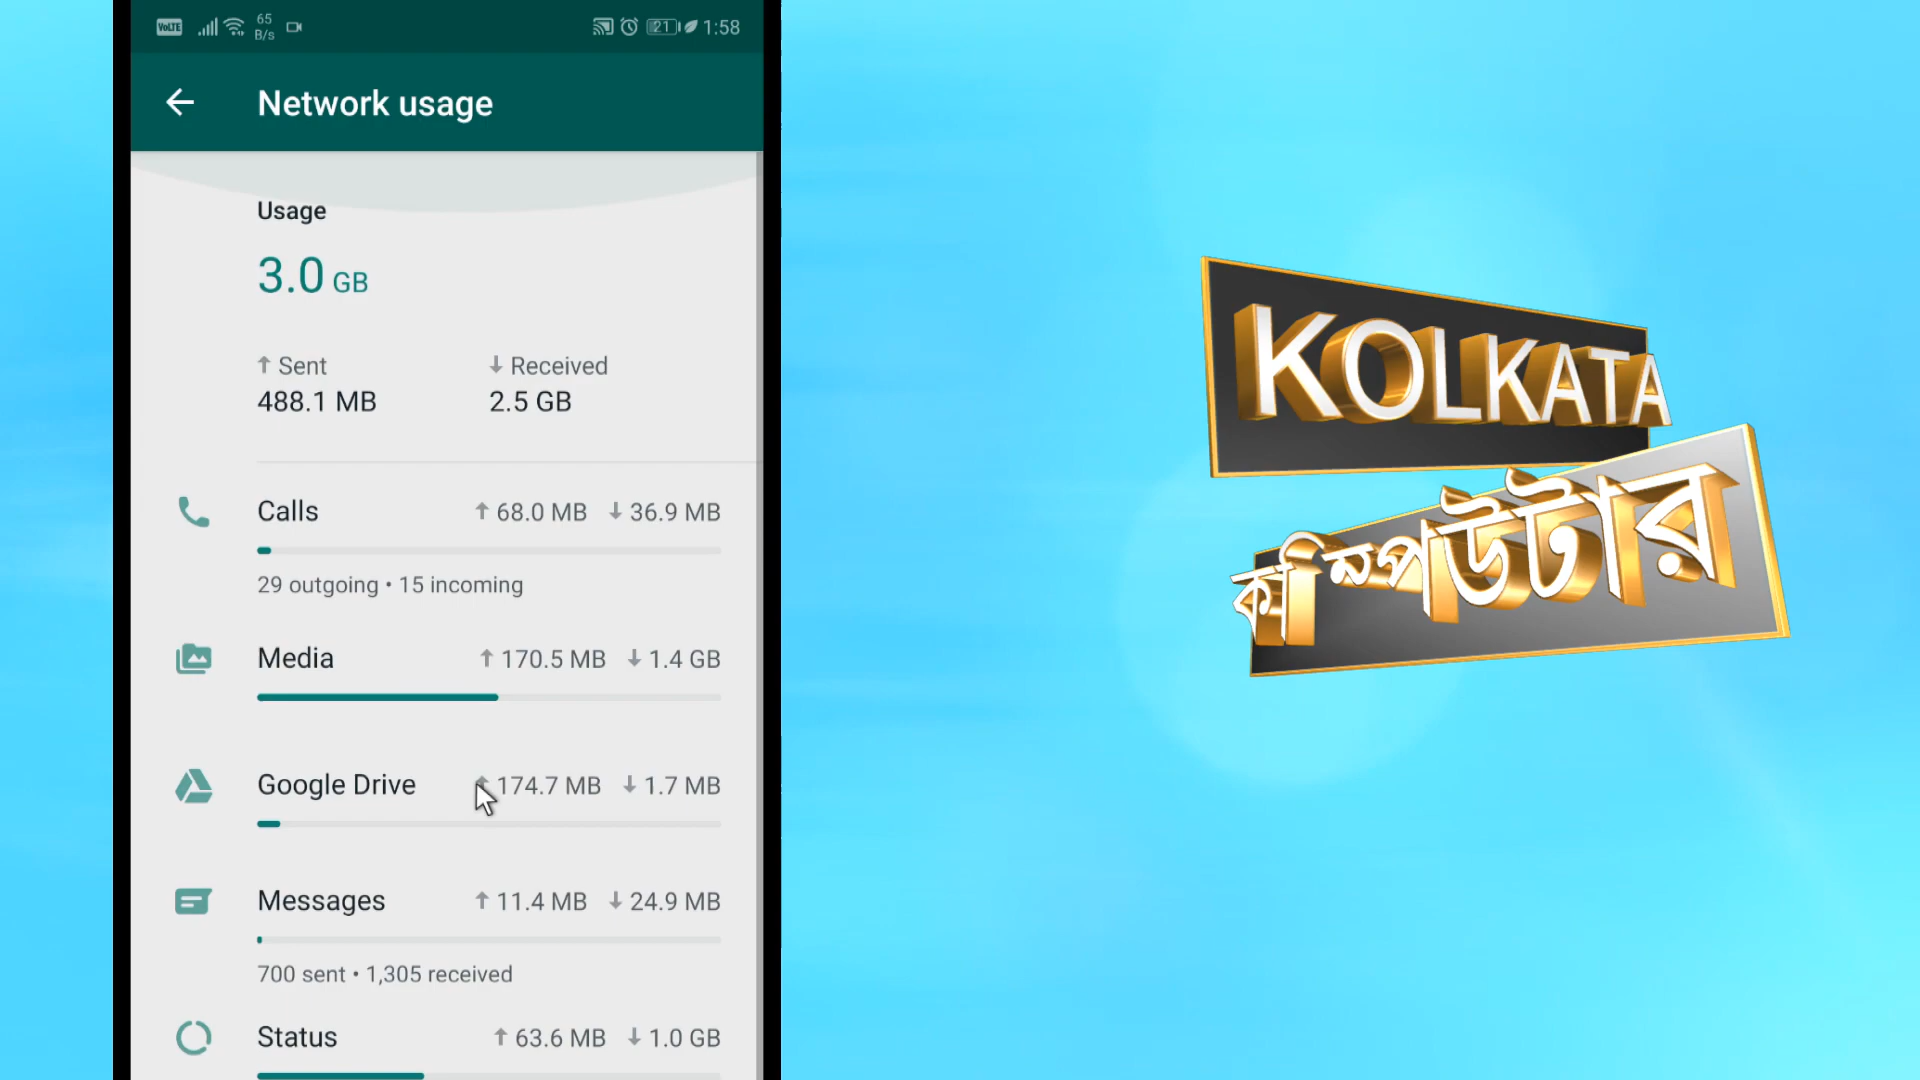 VoLTE 65 B/s 21 1:58
Network usage
Usage
3.0 GB
↑ Sent ↓ Received
488.1 MB 2.5 GB
Calls ↑ 68.0 MB ↓ 36.9 MB
29 outgoing • 15 incoming
Media ↑ 170.5 MB ↓ 1.4 GB
Google Drive ↑ 174.7 MB ↓ 1.7 MB
Messages ↑ 11.4 MB ↓ 24.9 MB
700 sent • 1,305 received
Status ↑ 63.6 MB ↓ 1.0 GB
KOLKATA
কম্পিউটার